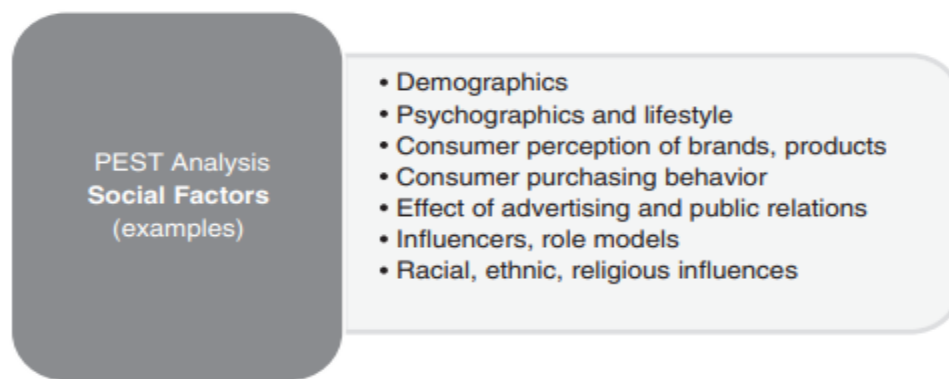 PEST Analysis
Social Factors
(examples)
• Demographics
• Psychographics and lifestyle
• Consumer perception of brands, products
• Consumer purchasing behavior
• Effect of advertising and public relations
• Influencers, role models
• Racial, ethnic, religious influences